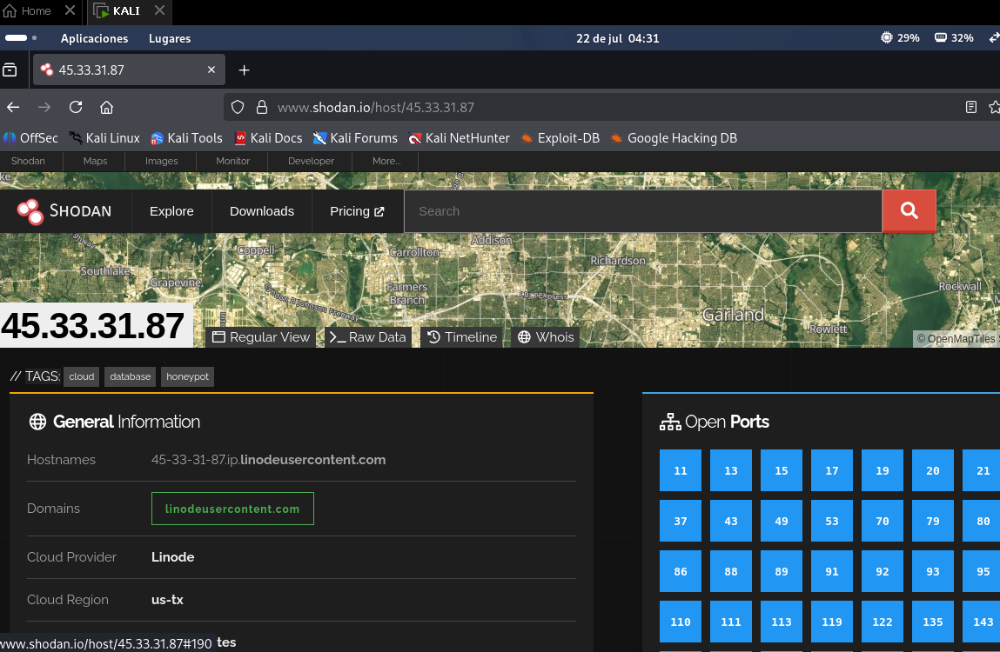 Home KALI
Aplicaciones Lugares 22 de jul 04:31 29% 32%
45.33.31.87
www.shodan.io/host/45.33.31.87
OffSec Kali Linux Kali Tools Kali Docs Kali Forums Kali NetHunter Exploit-DB Google Hacking DB
Shodan Maps Images Monitor Developer More...
SHODAN Explore Downloads Pricing Search
Addison
Coppell Carrollton Richardson
Southlake Grapevine Farmers Branch Rockwall
Garland
Rowlett
45.33.31.87 Regular View Raw Data Timeline Whois © OpenMapTiles
// TAGS: cloud database honeypot
General Information
Hostnames 45-33-31-87.ip.linodeusercontent.com
Domains linodeusercontent.com
Cloud Provider Linode
Cloud Region us-tx
www.shodan.io/host/45.33.31.87#190 tes
Open Ports
11 13 15 17 19 20 21
37 43 49 53 70 79 80
86 88 89 91 92 93 95
110 111 113 119 122 135 143